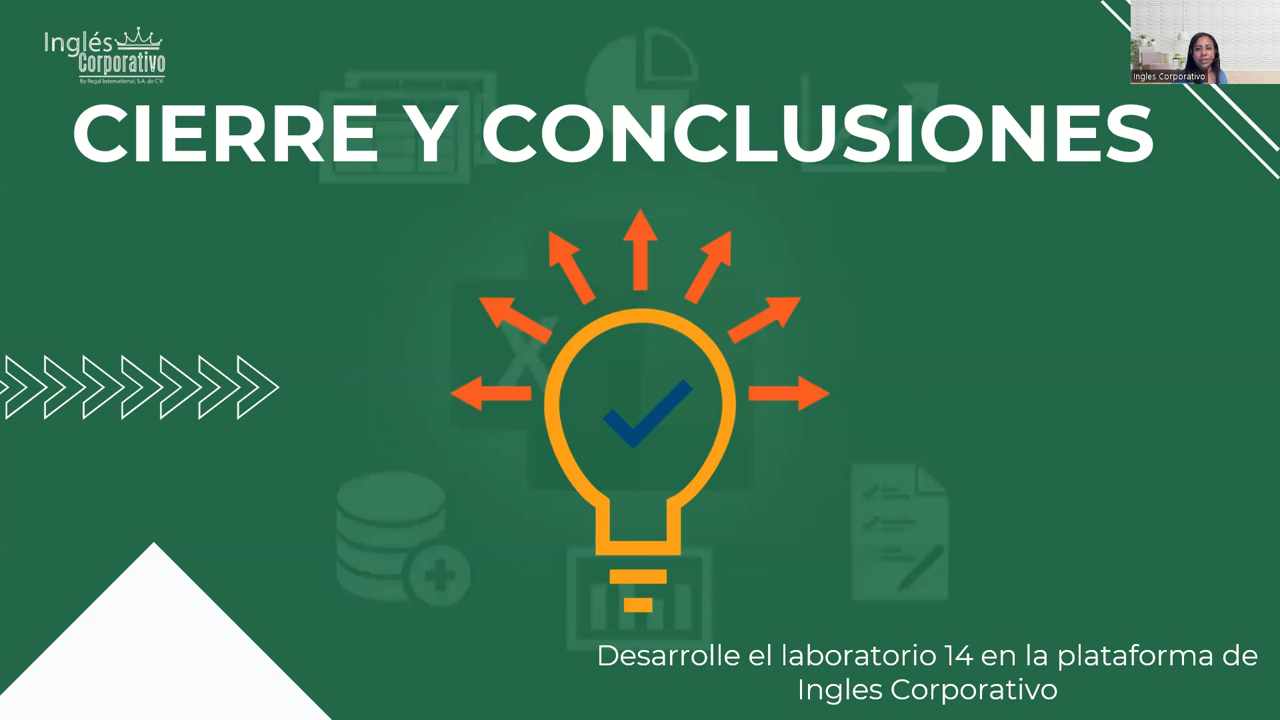 Inglés
Corporativo
By Regal International, S.A. de C.V.
Ingles Corporativo
CIERRE Y CONCLUSIONES
X
Desarrolle el laboratorio 14 en la plataforma de
Ingles Corporativo